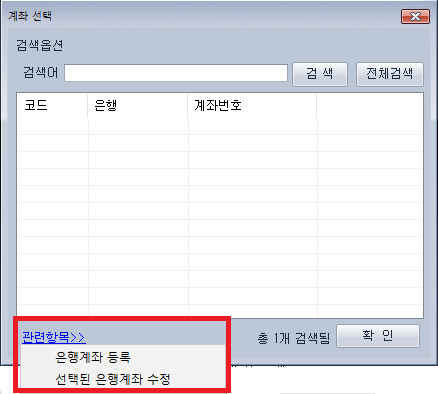 계좌 선택
검색옵션
검색어
검 색
전체검색
코드 은행 계좌번호
관련항목>>
총 1개 검색됨
확 인
은행계좌 등록
선택된 은행계좌 수정